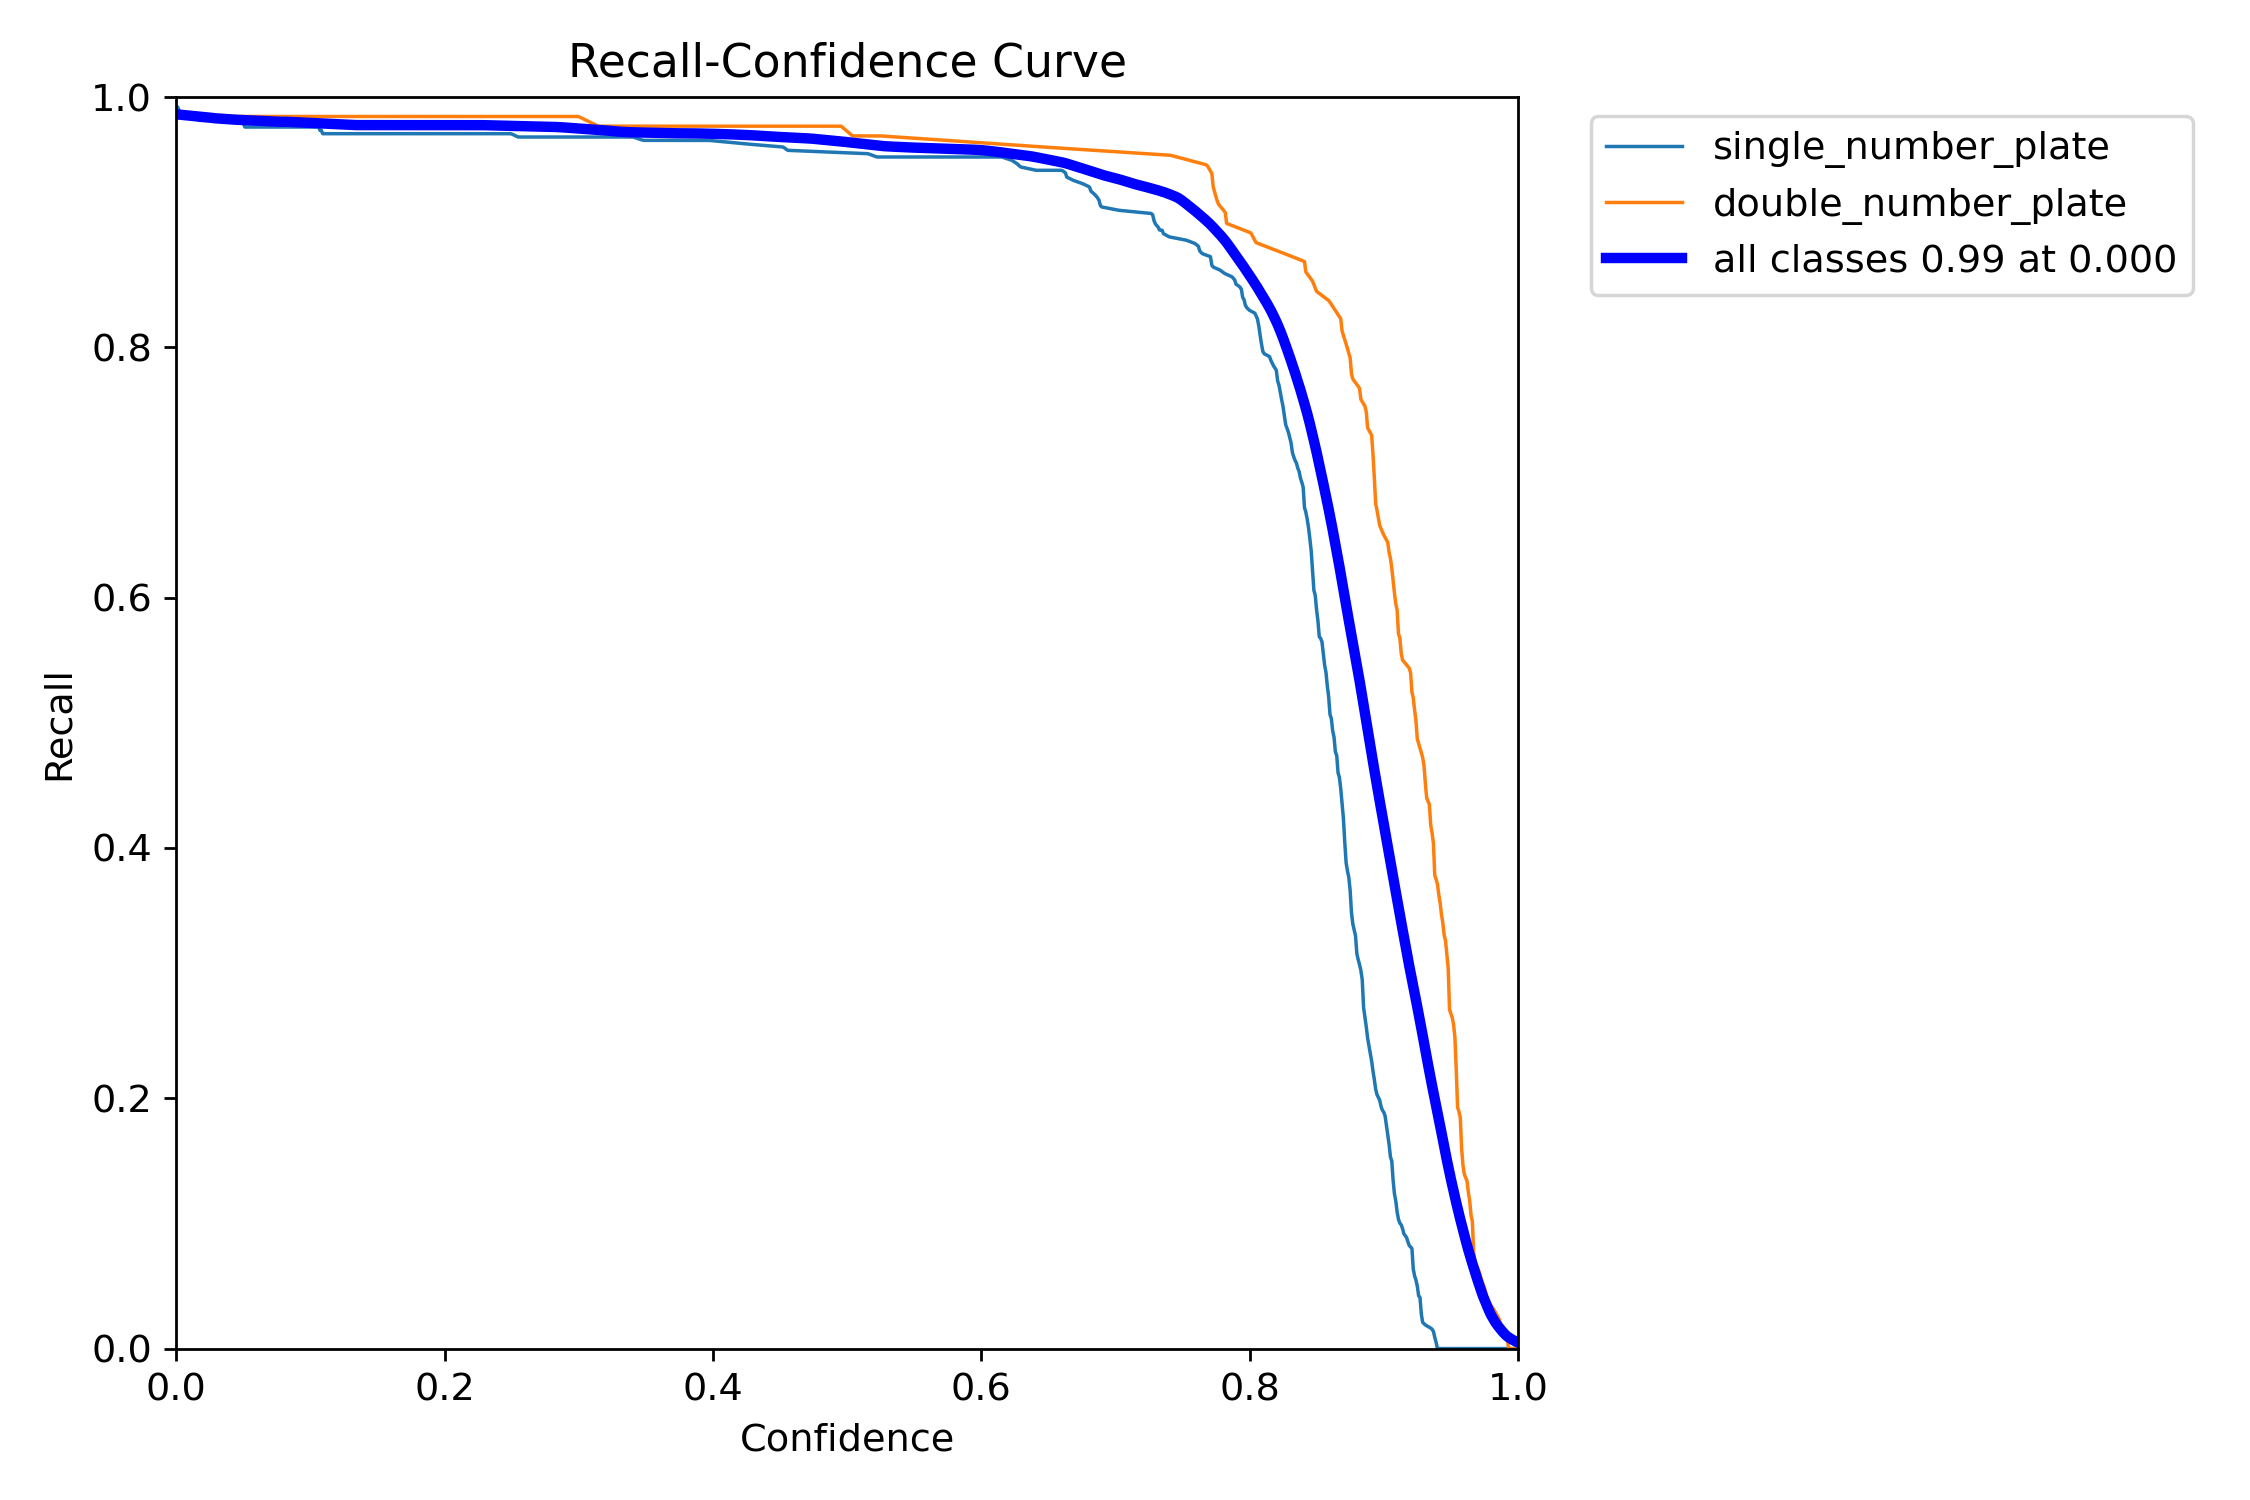 Recall-Confidence Curve
1.0
0.8
0.6
0.4
0.2
0.0
Recall
0.0 0.2 0.4 0.6 0.8 1.0
Confidence
single_number_plate
double_number_plate
all classes 0.99 at 0.000